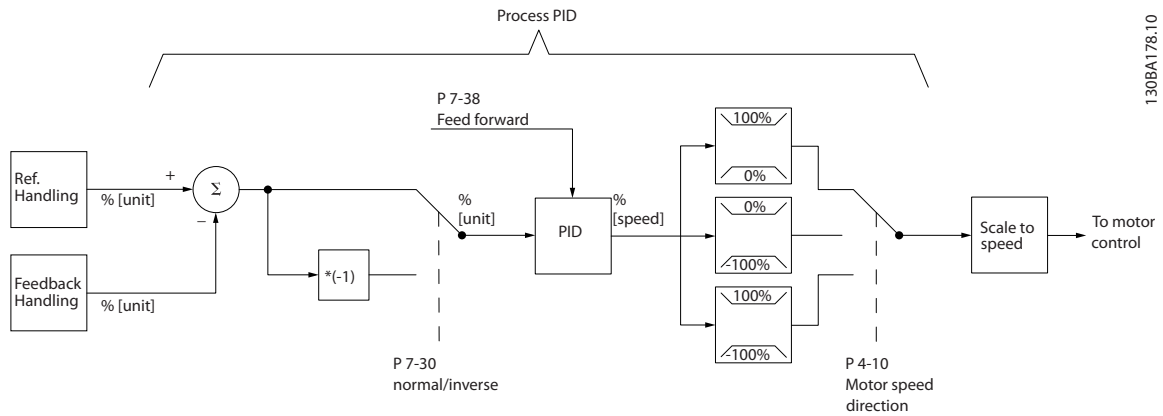 Process PID
130BA178.10
P 7-38
Feed forward
Ref.
Handling
+
% [unit]
Σ
−
Feedback
Handling
% [unit]
*(-1)
P 7-30
normal/inverse
%
[unit]
PID
%
[speed]
100%
0%
0%
-100%
100%
-100%
P 4-10
Motor speed
direction
Scale to
speed
To motor
control